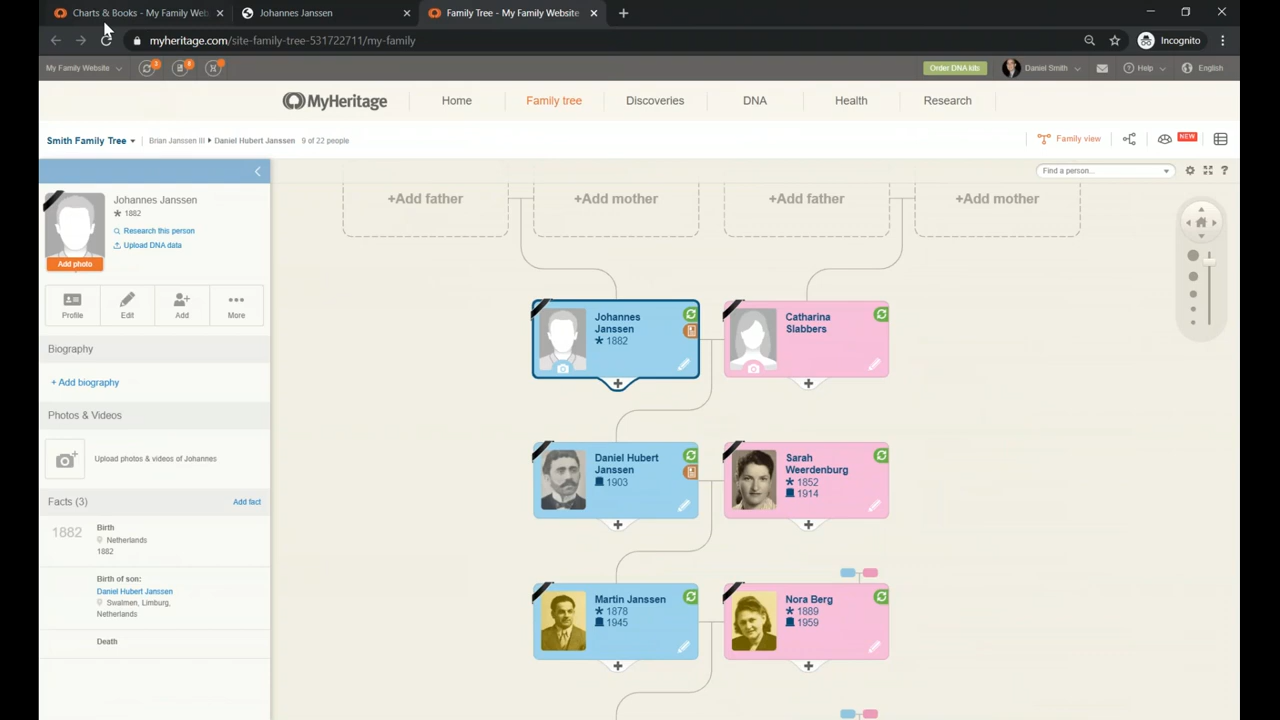 Charts & Books - My Family Web
Johannes Janssen
Family Tree - My Family Website
myheritage.com/site-family-tree-531722711/my-family
Incognito
My Family Website
3
8
Order DNA kits
Daniel Smith
Help
English
MyHeritage
Home
Family tree
Discoveries
DNA
Health
Research
Smith Family Tree
Brian Janssen III
Daniel Hubert Janssen
9 of 22 people
Family view
NEW
Find a person...
Johannes Janssen
1882
Research this person
Upload DNA data
Add photo
Profile
Edit
Add
More
Biography
+ Add biography
Photos & Videos
Upload photos & videos of Johannes
Facts (3)
Add fact
1882
Birth
Netherlands
1882
Birth of son:
Daniel Hubert Janssen
Swalmen, Limburg,
Netherlands
Death
+Add father
+Add mother
+Add father
+Add mother
Johannes
Janssen
1882
Catharina
Slabbers
Daniel Hubert
Janssen
1903
Sarah
Weerdenburg
1852
1914
Martin Janssen
1878
1945
Nora Berg
1889
1959